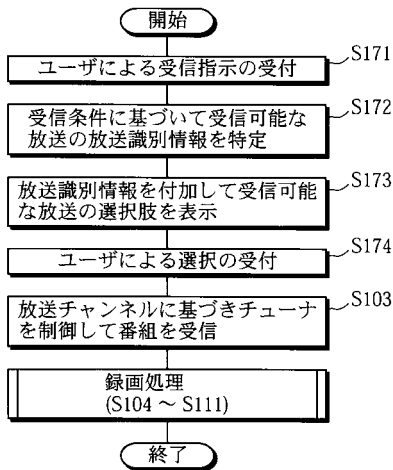 開始
ユーザによる受信指示の受付
S171
受信条件に基づいて受信可能な
放送の放送識別情報を特定
S172
放送識別情報を付加して受信可能
な放送の選択肢を表示
S173
ユーザによる選択の受付
S174
放送チャンネルに基づきチューナ
を制御して番組を受信
S103
録画処理
(S104 ～ S111)
終了